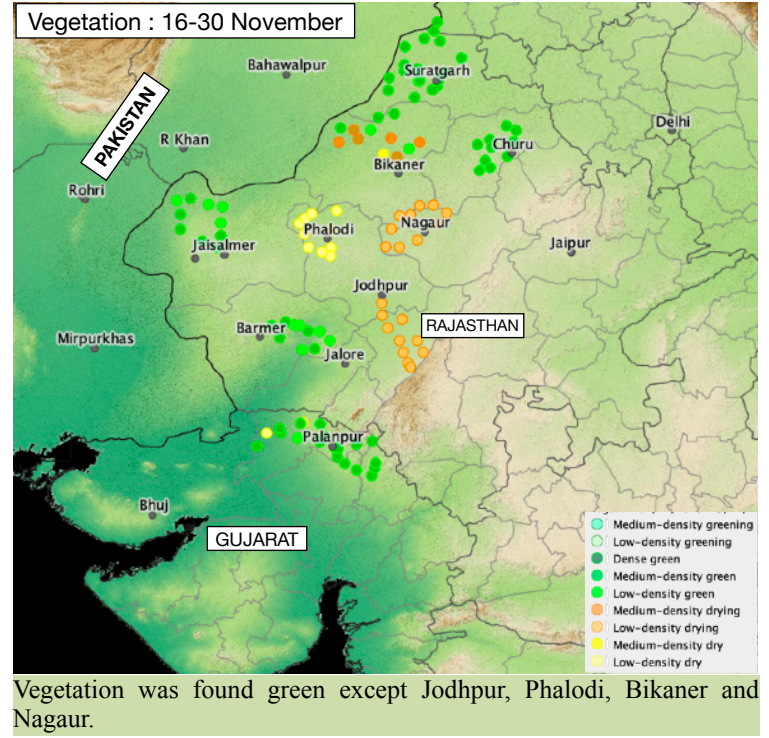 Vegetation : 16-30 November
Bahawalpur
Suratgarh
PAKISTAN
Delhi
R Khan
Churu
Bikaner
Rohri
Phalodi
Nagaur
Jaisalmer
Jaipur
Jodhpur
Barmer
RAJASTHAN
Mirpurkhas
Jalore
Palanpur
Bhuj
GUJARAT
Medium-density greening
Low-density greening
Dense green
Medium-density green
Low-density green
Medium-density drying
Low-density drying
Medium-density dry
Low-density dry
Vegetation was found green except Jodhpur, Phalodi, Bikaner and
Nagaur.